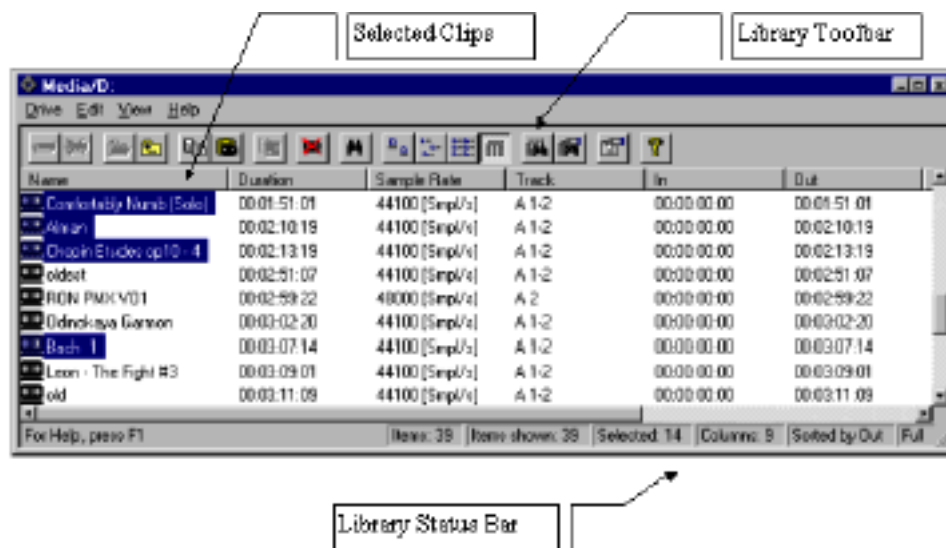 Selected Clips
Library Toolbar
Media/D:
Drive Edit View Help
Name Duration Sample Rate Track In Out
Comfortably Numb (Solo) 00:01:51:01 44100 [Smpl/s] A 1-2 00:00:00:00 00:01:51:01
Alman 00:02:10:19 44100 [Smpl/s] A 1-2 00:00:00:00 00:02:10:19
Chopin Etudes op10 - 4 00:02:13:19 44100 [Smpl/s] A 1-2 00:00:00:00 00:02:13:19
oldest 00:02:51:07 44100 [Smpl/s] A 1-2 00:00:00:00 00:02:51:07
RON PMX V01 00:02:59:22 48000 [Smpl/s] A 2 00:00:00:00 00:02:59:22
Odinokaya Garmon 00:03:02:20 44100 [Smpl/s] A 1-2 00:00:00:00 00:03:02:20
Bach 1 00:03:07:14 44100 [Smpl/s] A 1-2 00:00:00:00 00:03:07:14
Leon - The Fight #3 00:03:09:01 44100 [Smpl/s] A 1-2 00:00:00:00 00:03:09:01
old 00:03:11:09 44100 [Smpl/s] A 1-2 00:00:00:00 00:03:11:09
For Help, press F1 Items: 39 Items shown: 39 Selected: 14 Columns: 9 Sorted by Out Full
Library Status Bar